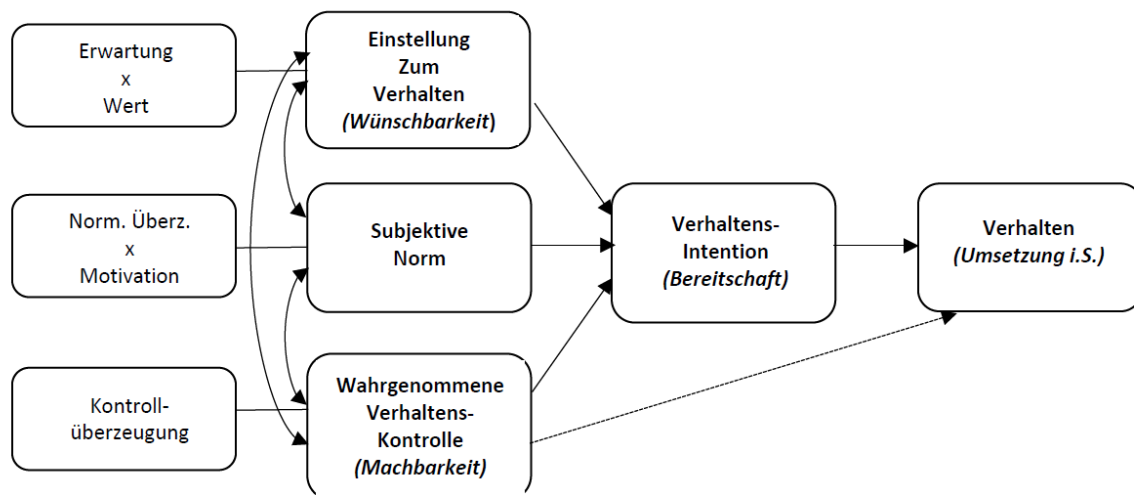 Erwartung
x
Wert
Einstellung
Zum
Verhalten
(Wünschbarkeit)
Norm. Überz.
x
Motivation
Subjektive
Norm
Verhaltens-
Intention
(Bereitschaft)
Verhalten
(Umsetzung i.S.)
Kontroll-
überzeugung
Wahrgenommene
Verhaltens-
Kontrolle
(Machbarkeit)